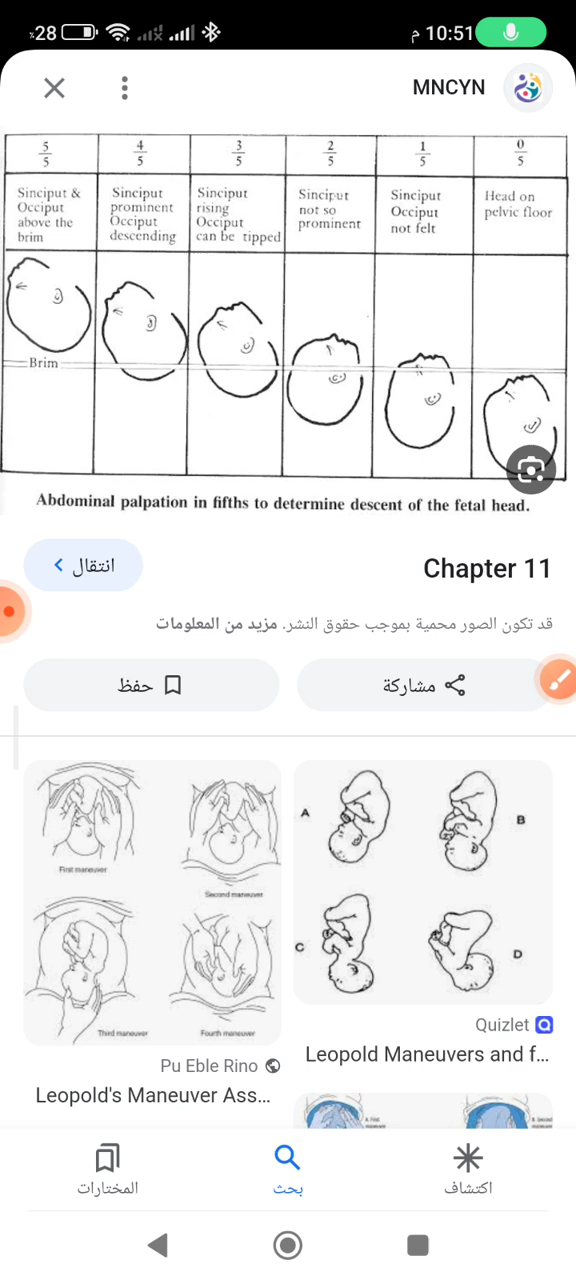 %28
10:51 م
MNCYN
5/5
4/5
3/5
2/5
1/5
0/5
Sinciput &
Occiput
above the
brim
Sinciput
prominent
Occiput
descending
Sinciput
rising
Occiput
can be tipped
Sinciput
not so
prominent
Sinciput
Occiput
not felt
Head on
pelvic floor
Brim
Abdominal palpation in fifths to determine descent of the fetal head.
Chapter 11
انتقال
قد تكون الصور محمية بموجب حقوق النشر. مزيد من المعلومات
مشاركة
حفظ
First maneuver
Second maneuver
Third maneuver
Fourth maneuver
A
B
C
D
Pu Eble Rino
Leopold's Maneuver Ass...
Quizlet
Leopold Maneuvers and f...
اكتشاف
بحث
المختارات